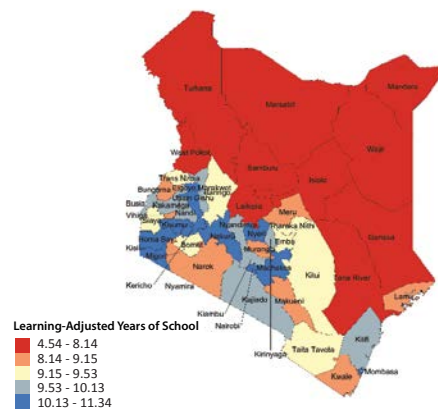 Turkana
Mandera
Marsabit
Wajir
West Pokot
Samburu
Isiolo
Trans Nzoia
Elgeyo Marakwet
Baringo
Bungoma
Uasin Gishu
Busia
Kakamega
Laikipia
Meru
Vihiga
Siaya
Nandi
Kisumu
Nyandarua
Nyeri
Tharaka Nithi
Garissa
Homa Bay
Nakuru
Embu
Kisii
Migori
Bomet
Muranga
Kitui
Tana River
Kericho
Narok
Machakos
Nyamira
Lamu
Kiambu
Kajiado
Makueni
Nairobi
Kilifi
Kirinyaga
Taita Taveta
Mombasa
Kwale
Learning-Adjusted Years of School
4.54 - 8.14
8.14 - 9.15
9.15 - 9.53
9.53 - 10.13
10.13 - 11.34